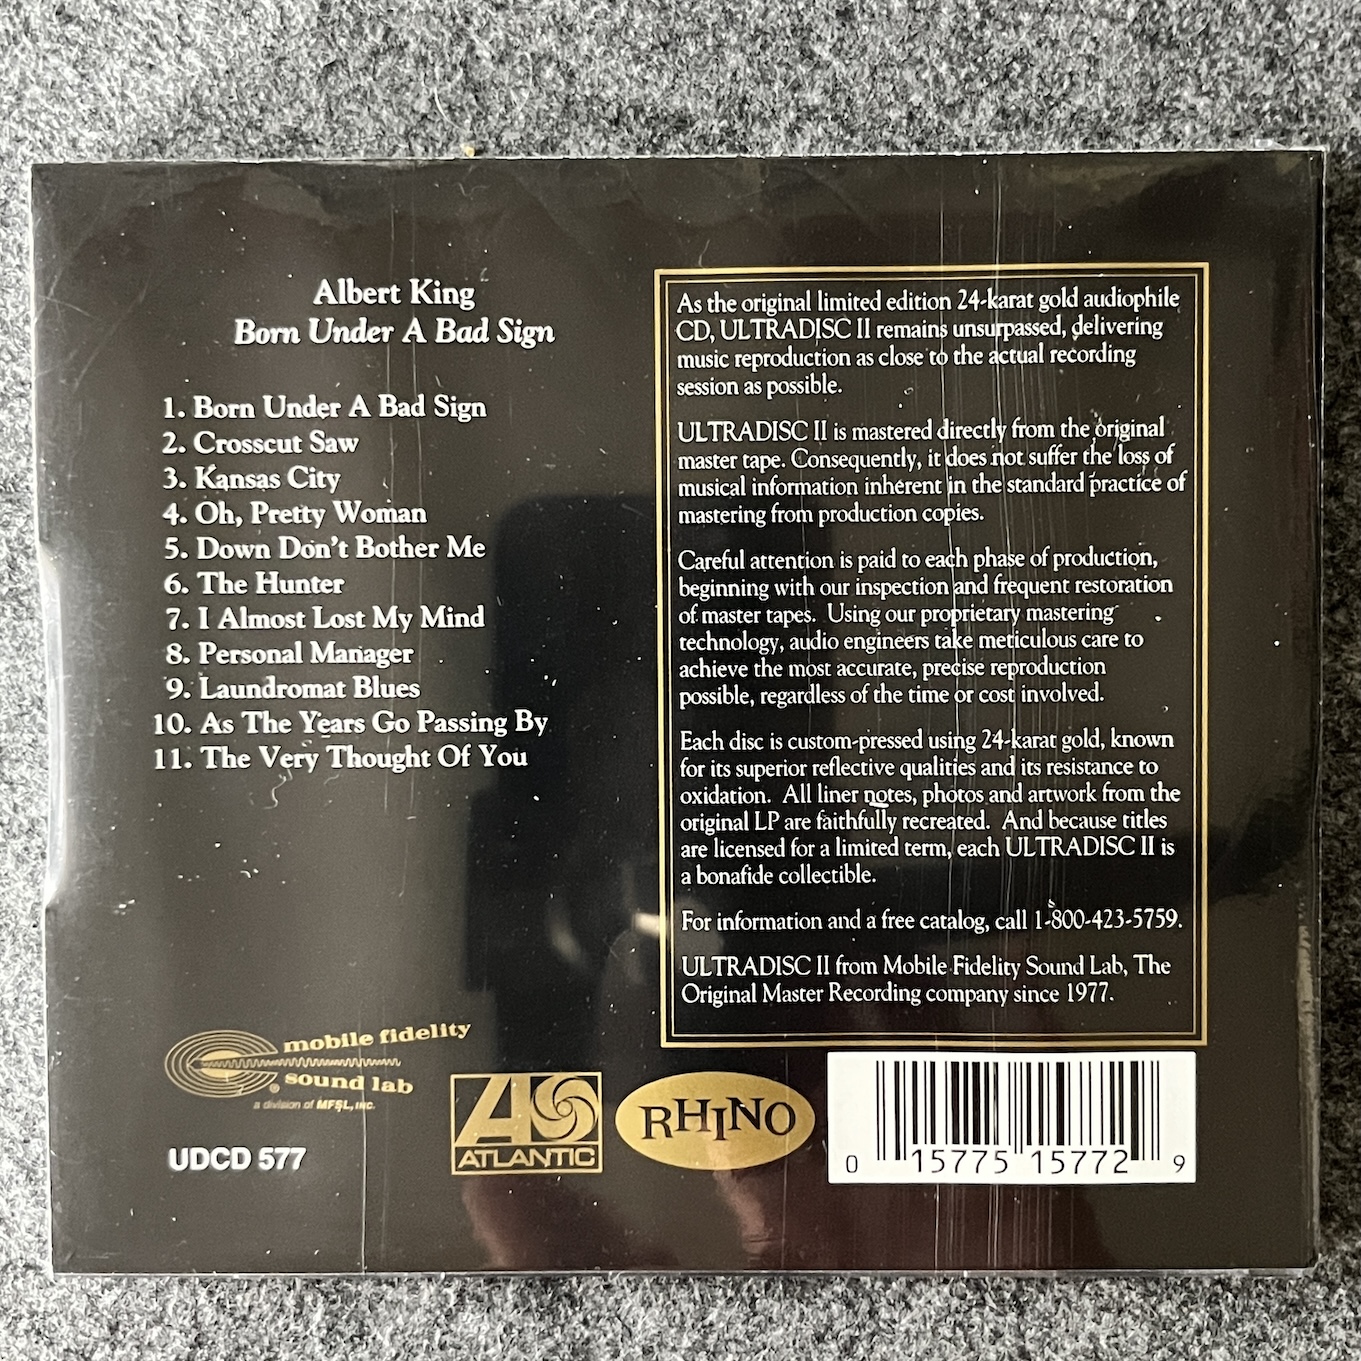 Albert King
Born Under A Bad Sign
1. Born Under A Bad Sign
2. Crosscut Saw
3. Kansas City
4. Oh, Pretty Woman
5. Down Don't Bother Me
6. The Hunter
7. I Almost Lost My Mind
8. Personal Manager
9. Laundromat Blues
10. As The Years Go Passing By
11. The Very Thought Of You
As the original limited edition 24-karat gold audiophile
CD, ULTRADISC II remains unsurpassed, delivering
music reproduction as close to the actual recording
session as possible.
ULTRADISC II is mastered directly from the original
master tape. Consequently, it does not suffer the loss of
musical information inherent in the standard practice of
mastering from production copies.
Careful attention is paid to each phase of production,
beginning with our inspection and frequent restoration
of master tapes. Using our proprietary mastering
technology, audio engineers take meticulous care to
achieve the most accurate, precise reproduction
possible, regardless of the time or cost involved.
Each disc is custom-pressed using 24-karat gold, known
for its superior reflective qualities and its resistance to
oxidation. All liner notes, photos and artwork from the
original LP are faithfully recreated. And because titles
are licensed for a limited term, each ULTRADISC II is
a bonafide collectible.
For information and a free catalog, call 1-800-423-5759.
ULTRADISC II from Mobile Fidelity Sound Lab, The
Original Master Recording company since 1977.
mobile fidelity
® sound lab
a division of MFSL, INC.
UDCD 577
ATLANTIC
RHINO
0 15775 15772 9